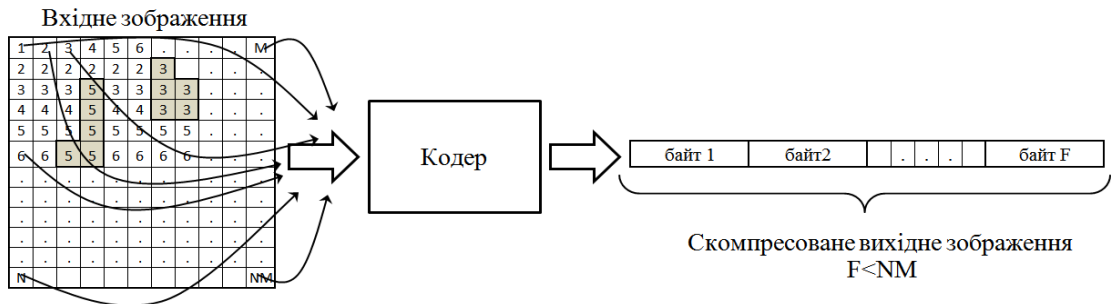 Вхідне зображення
1 2 3 4 5 6 . . . . M
2 2 2 2 2 2 3 . . . .
3 3 3 5 3 3 3 3 . . .
4 4 4 5 4 4 3 3 . . .
5 5 5 5 5 5 5 5 . . .
6 6 5 5 6 6 6 6 . . .
. . . . . . . . . . .
. . . . . . . . . . .
. . . . . . . . . . .
. . . . . . . . . . .
. . . . . . . . . . .
N NM
Кодер
байт 1 байт2 . . . байт F
Скомпресоване вихідне зображення
F<NM